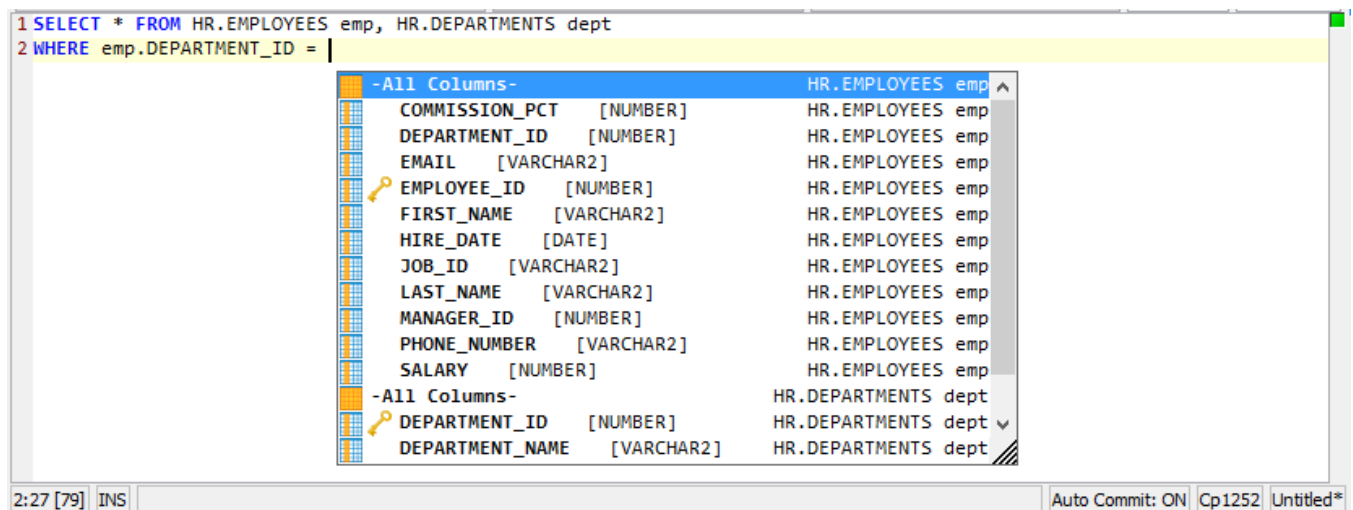 1 SELECT * FROM HR.EMPLOYEES emp, HR.DEPARTMENTS dept
2 WHERE emp.DEPARTMENT_ID =
-All Columns- HR.EMPLOYEES emp
COMMISSION_PCT [NUMBER] HR.EMPLOYEES emp
DEPARTMENT_ID [NUMBER] HR.EMPLOYEES emp
EMAIL [VARCHAR2] HR.EMPLOYEES emp
EMPLOYEE_ID [NUMBER] HR.EMPLOYEES emp
FIRST_NAME [VARCHAR2] HR.EMPLOYEES emp
HIRE_DATE [DATE] HR.EMPLOYEES emp
JOB_ID [VARCHAR2] HR.EMPLOYEES emp
LAST_NAME [VARCHAR2] HR.EMPLOYEES emp
MANAGER_ID [NUMBER] HR.EMPLOYEES emp
PHONE_NUMBER [VARCHAR2] HR.EMPLOYEES emp
SALARY [NUMBER] HR.EMPLOYEES emp
-All Columns- HR.DEPARTMENTS dept
DEPARTMENT_ID [NUMBER] HR.DEPARTMENTS dept
DEPARTMENT_NAME [VARCHAR2] HR.DEPARTMENTS dept
2:27 [79] INS Auto Commit: ON Cp1252 Untitled*